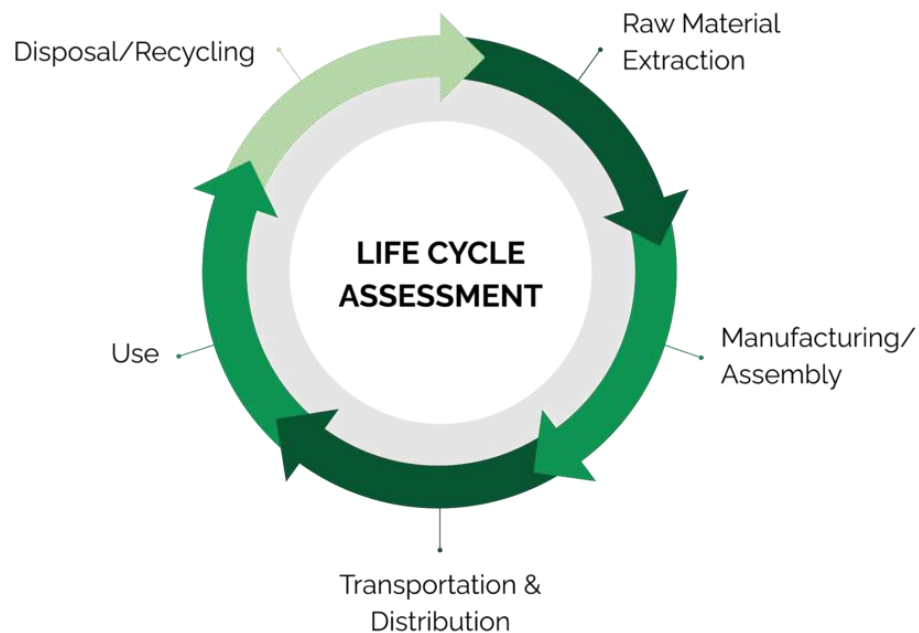 Disposal/Recycling
Raw Material
Extraction
LIFE CYCLE
ASSESSMENT
Use
Manufacturing/
Assembly
Transportation &
Distribution